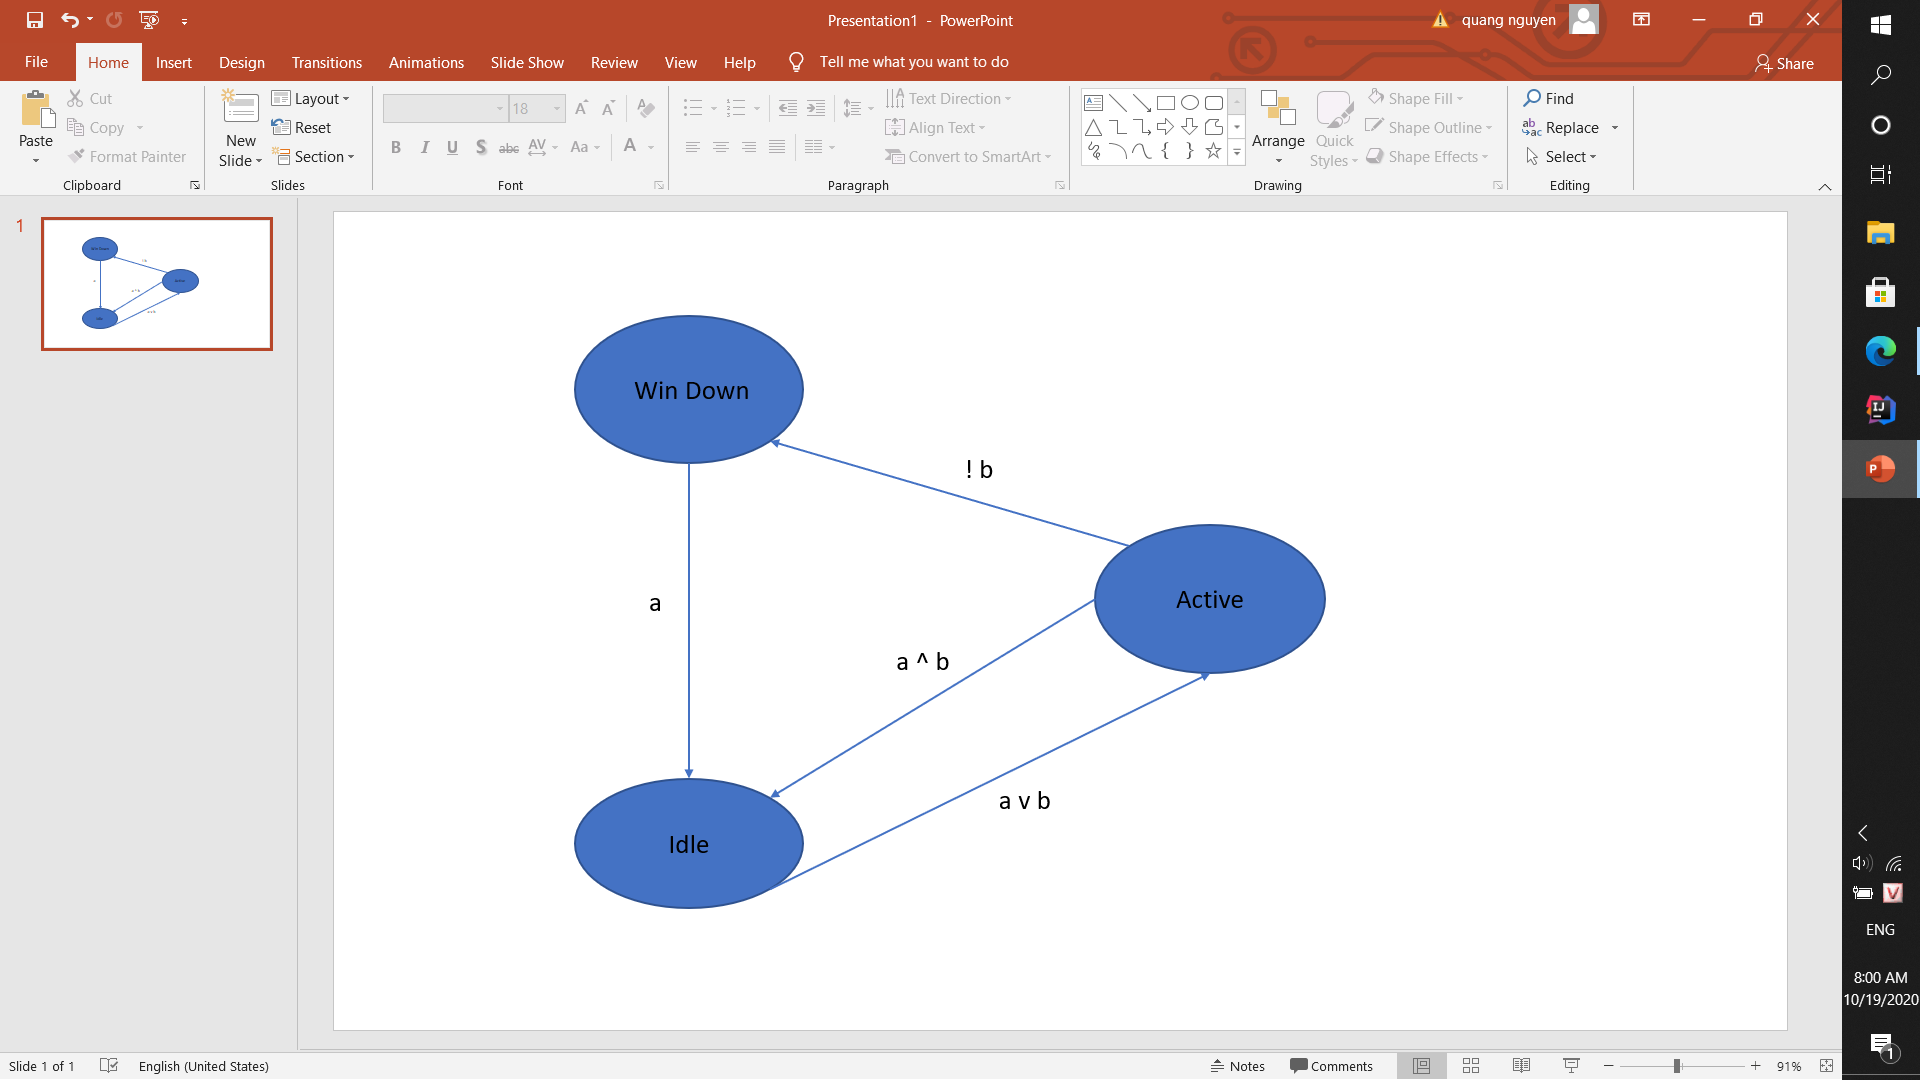 Presentation1 - PowerPoint
quang nguyen
File Home Insert Design Transitions Animations Slide Show Review View Help Tell me what you want to do Share
Paste
Cut
Copy
Format Painter
Clipboard
New Slide
Layout
Reset
Section
Slides
18
B I U S abc AV Aa A
Font
Text Direction
Align Text
Convert to SmartArt
Paragraph
Arrange
Quick Styles
Shape Fill
Shape Outline
Shape Effects
Drawing
Find
Replace
Select
Editing
1
Win Down
! b
Active
a
a ^ b
a v b
Idle
ENG
8:00 AM
10/19/2020
1
Slide 1 of 1 English (United States) Notes Comments 91%